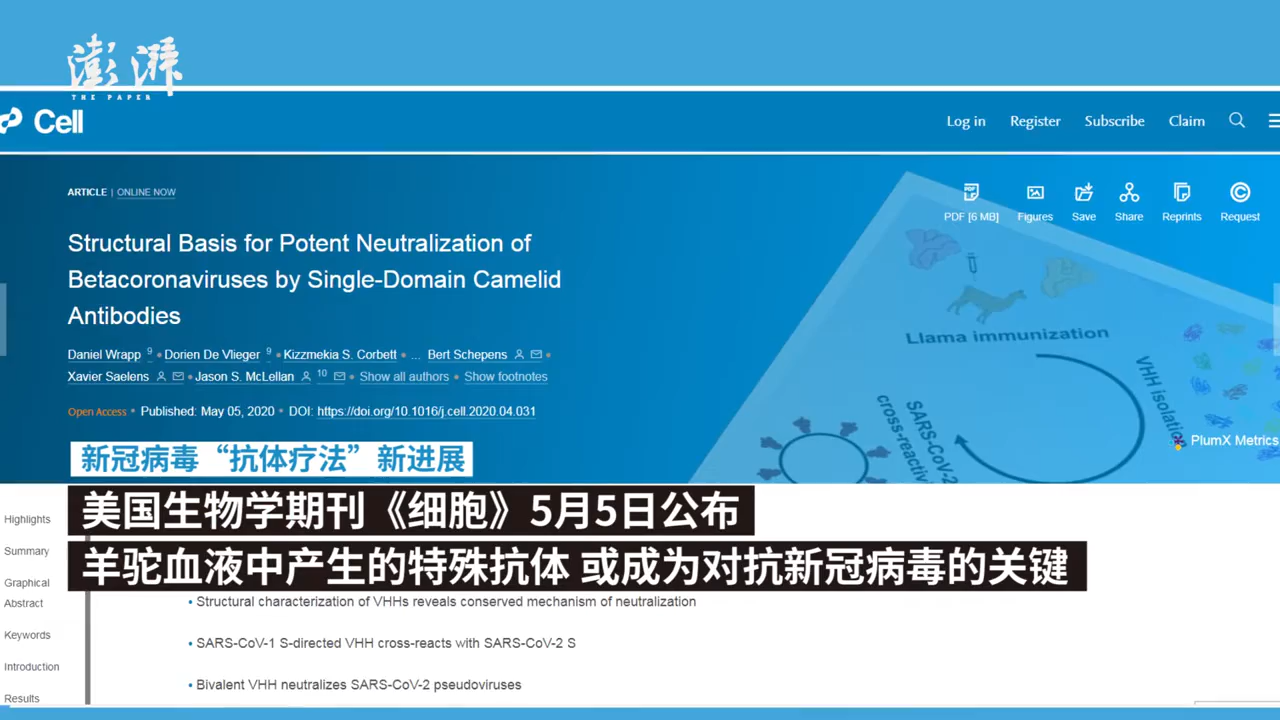 澎湃
THE PAPER
Cell
Log in Register Subscribe Claim
ARTICLE | ONLINE NOW
PDF [6 MB] Figures Save Share Reprints Request
Structural Basis for Potent Neutralization of
Betacoronaviruses by Single-Domain Camelid
Antibodies
Daniel Wrapp 9 • Dorien De Vlieger 9 • Kizzmekia S. Corbett • ... Bert Schepens •
Xavier Saelens • Jason S. McLellan 10 • Show all authors • Show footnotes
Open Access • Published: May 05, 2020 • DOI: https://doi.org/10.1016/j.cell.2020.04.031
Llama immunization
VHH isolation
SARS-CoV-2
cross-reactiv
PlumX Metrics
新冠病毒“抗体疗法”新进展
美国生物学期刊《细胞》5月5日公布
羊驼血液中产生的特殊抗体 或成为对抗新冠病毒的关键
Highlights
Summary
Graphical
Abstract
Keywords
Introduction
Results
• Structural characterization of VHHs reveals conserved mechanism of neutralization
• SARS-CoV-1 S-directed VHH cross-reacts with SARS-CoV-2 S
• Bivalent VHH neutralizes SARS-CoV-2 pseudoviruses